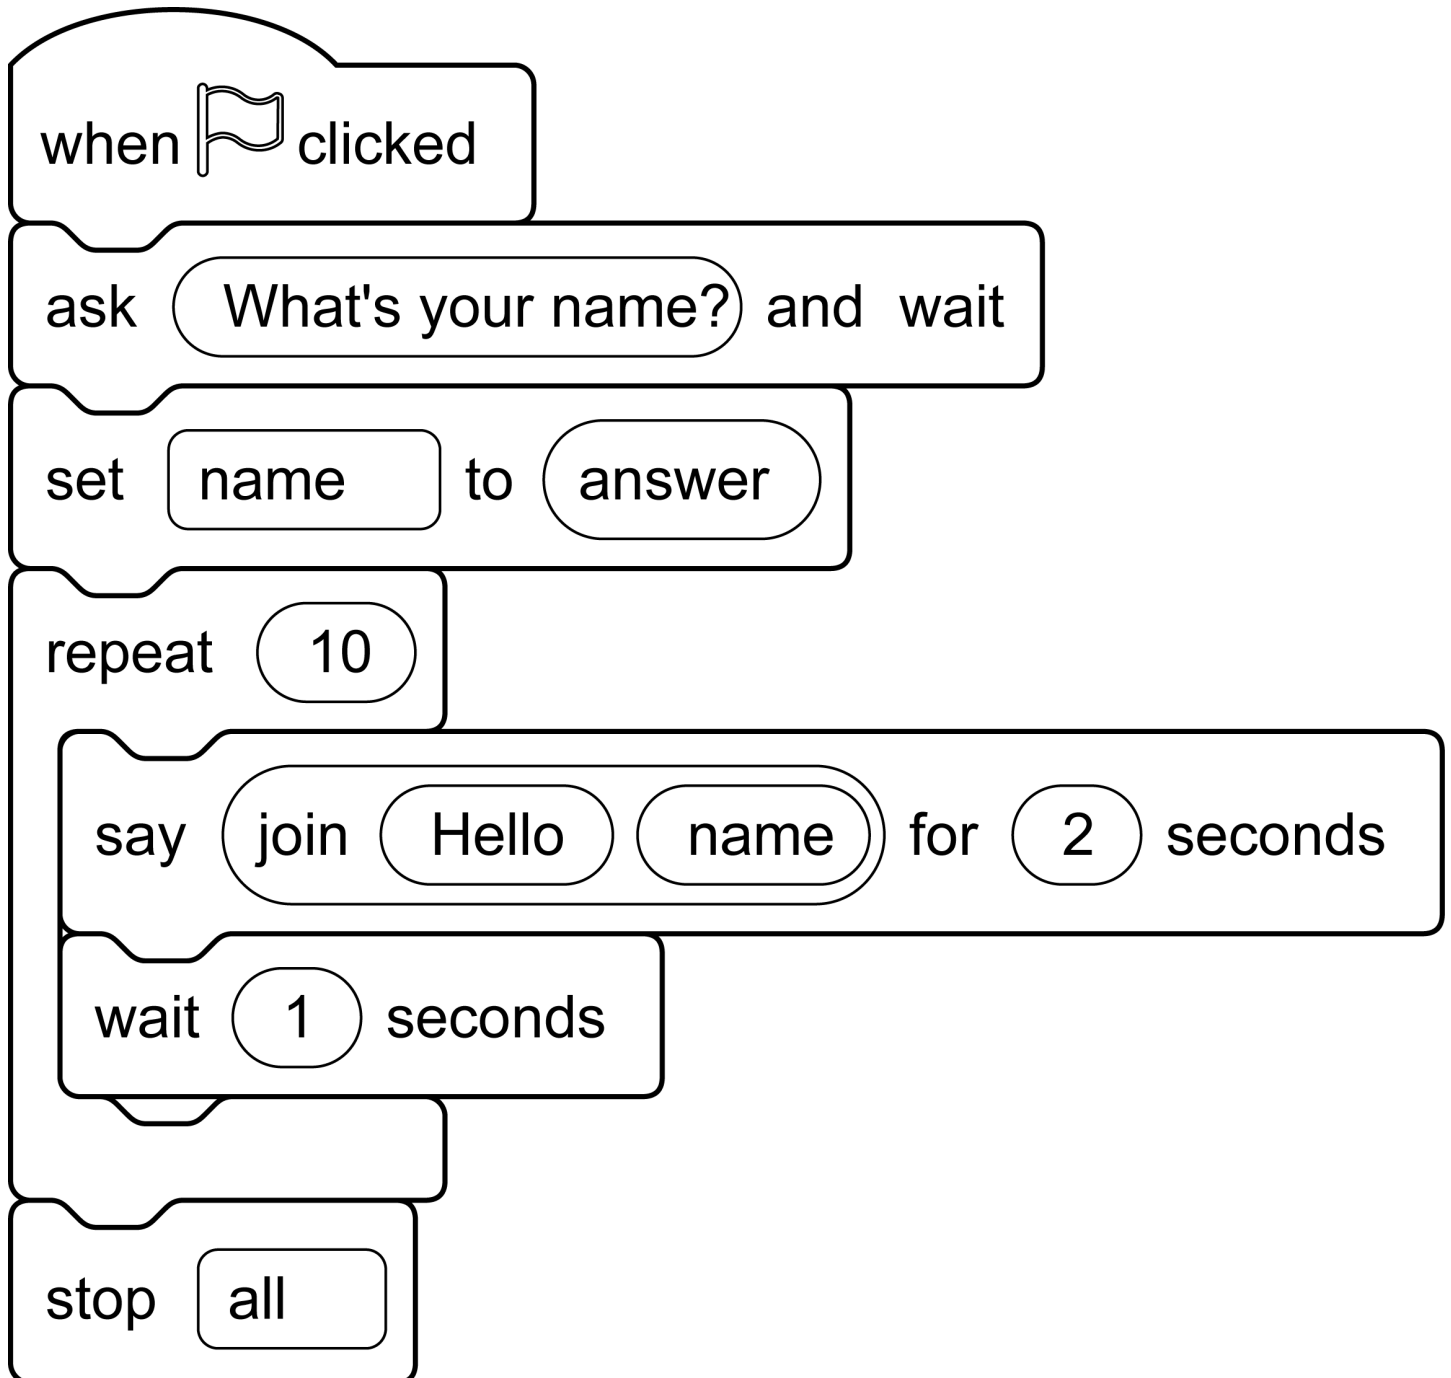 when clicked
ask What's your name? and wait
set name to answer
repeat 10
say join Hello name for 2 seconds
wait 1 seconds
stop all